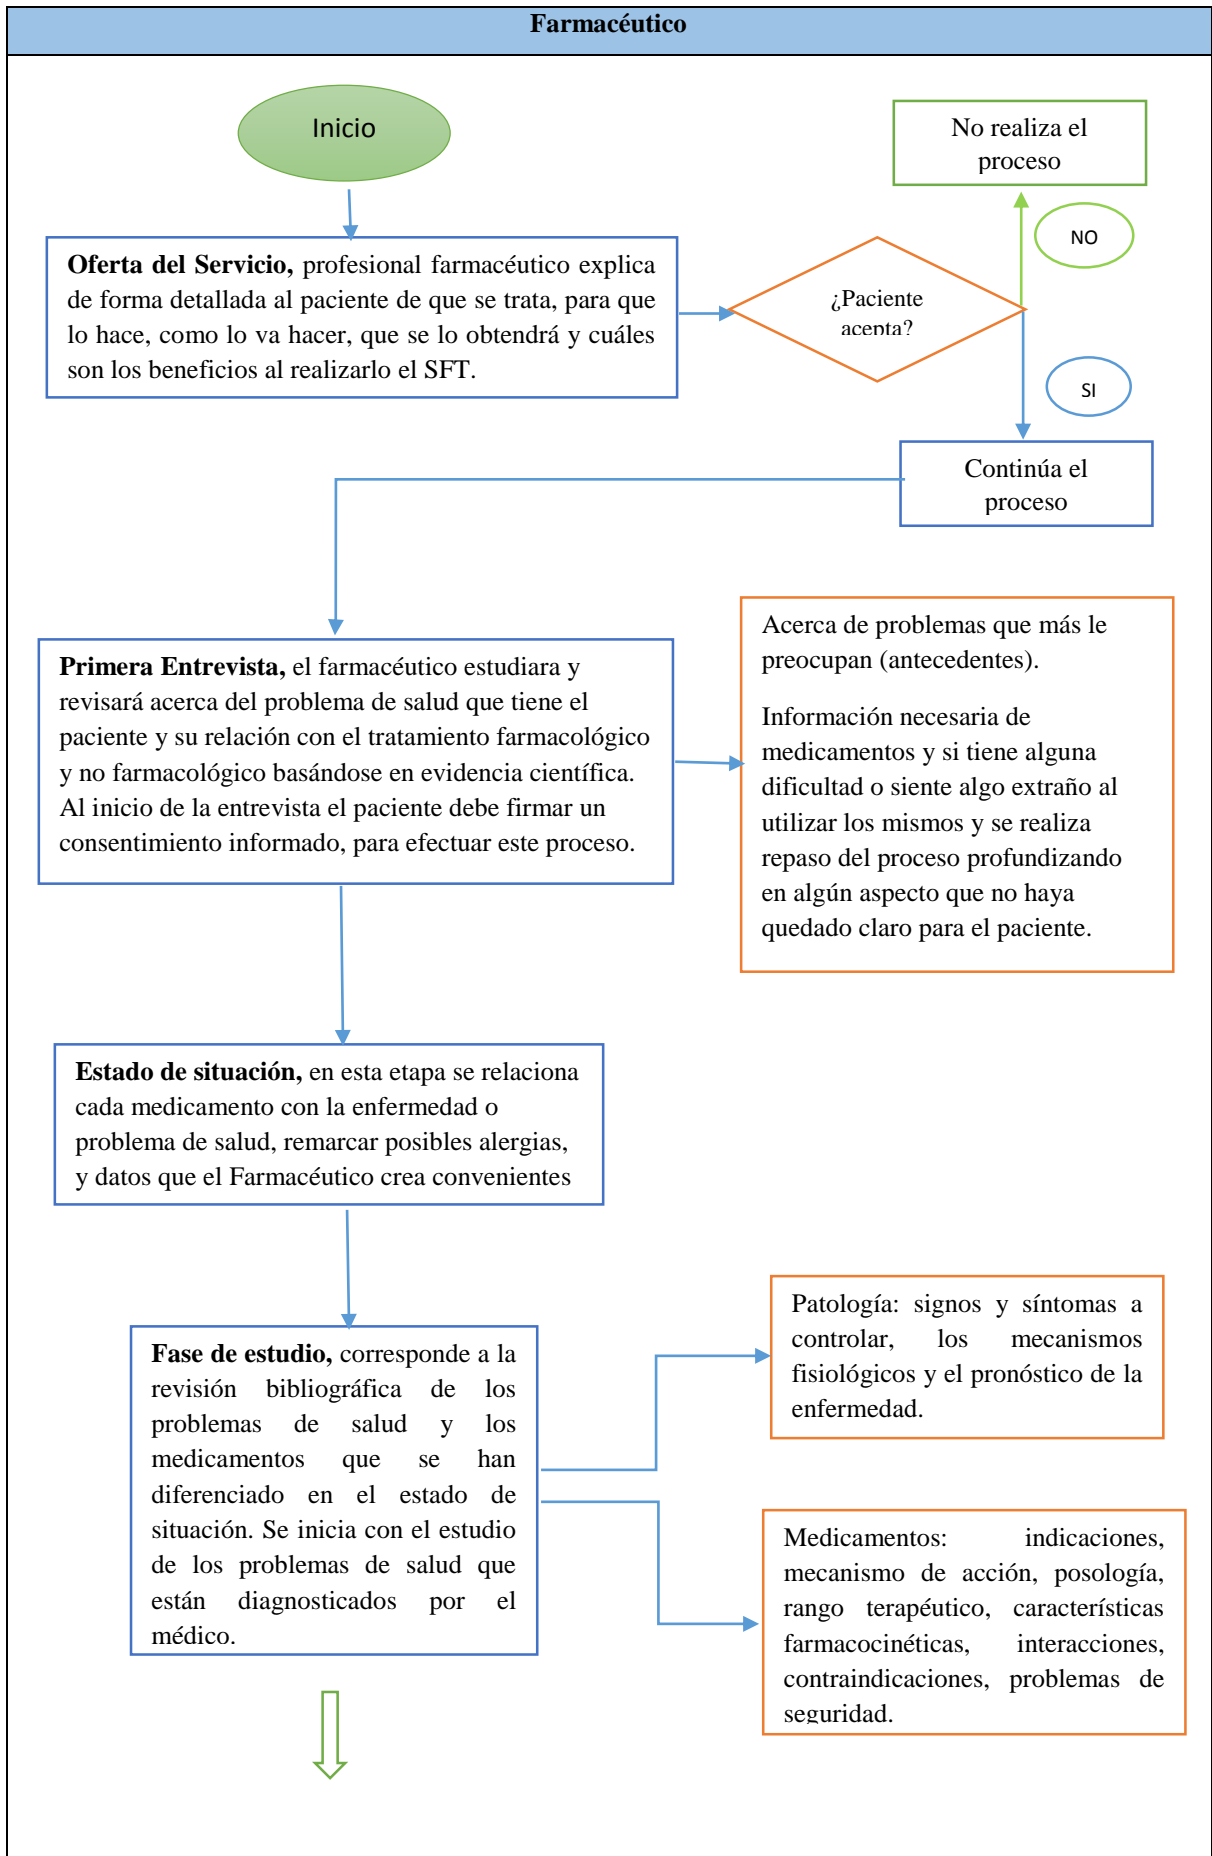 Farmacéutico
Inicio
No realiza el
proceso
NO
Oferta del Servicio, profesional farmacéutico explica
de forma detallada al paciente de que se trata, para que
lo hace, como lo va hacer, que se lo obtendrá y cuáles
son los beneficios al realizarlo el SFT.
¿Paciente
acepta?
SI
Continúa el
proceso
Primera Entrevista, el farmacéutico estudiara y
revisará acerca del problema de salud que tiene el
paciente y su relación con el tratamiento farmacológico
y no farmacológico basándose en evidencia científica.
Al inicio de la entrevista el paciente debe firmar un
consentimiento informado, para efectuar este proceso.
Acerca de problemas que más le
preocupan (antecedentes).
Información necesaria de
medicamentos y si tiene alguna
dificultad o siente algo extraño al
utilizar los mismos y se realiza
repaso del proceso profundizando
en algún aspecto que no haya
quedado claro para el paciente.
Estado de situación, en esta etapa se relaciona
cada medicamento con la enfermedad o
problema de salud, remarcar posibles alergias,
y datos que el Farmacéutico crea convenientes
Fase de estudio, corresponde a la
revisión bibliográfica de los
problemas de salud y los
medicamentos que se han
diferenciado en el estado de
situación. Se inicia con el estudio
de los problemas de salud que
están diagnosticados por el
médico.
Patología: signos y síntomas a
controlar, los mecanismos
fisiológicos y el pronóstico de la
enfermedad.
Medicamentos: indicaciones,
mecanismo de acción, posología,
rango terapéutico, características
farmacocinéticas, interacciones,
contraindicaciones, problemas de
seguridad.